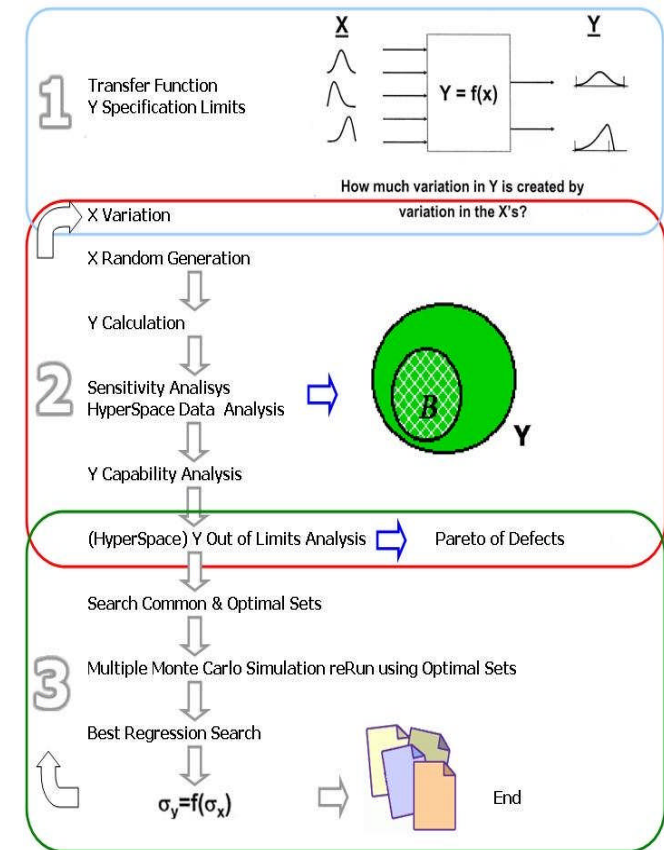 X
Y
1
Transfer Function
Y Specification Limits
Y = f(x)
How much variation in Y is created by
variation in the X's?
X Variation
X Random Generation
Y Calculation
2
Sensitivity Analisys
HyperSpace Data Analysis
B
Y
Y Capability Analysis
(HyperSpace) Y Out of Limits Analysis
Pareto of Defects
Search Common & Optimal Sets
3
Multiple Monte Carlo Simulation reRun using Optimal Sets
Best Regression Search
σy=f(σx)
End